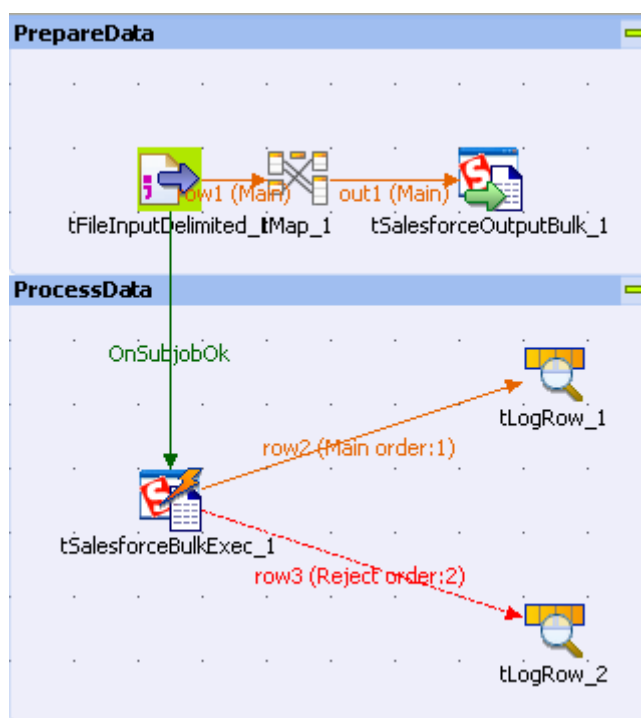 PrepareData
row1 (Main)
out1 (Main)
tFileInputDelimited_1
tMap_1
tSalesforceOutputBulk_1
ProcessData
OnSubjobOk
tLogRow_1
row2 (Main order:1)
tSalesforceBulkExec_1
row3 (Reject order:2)
tLogRow_2